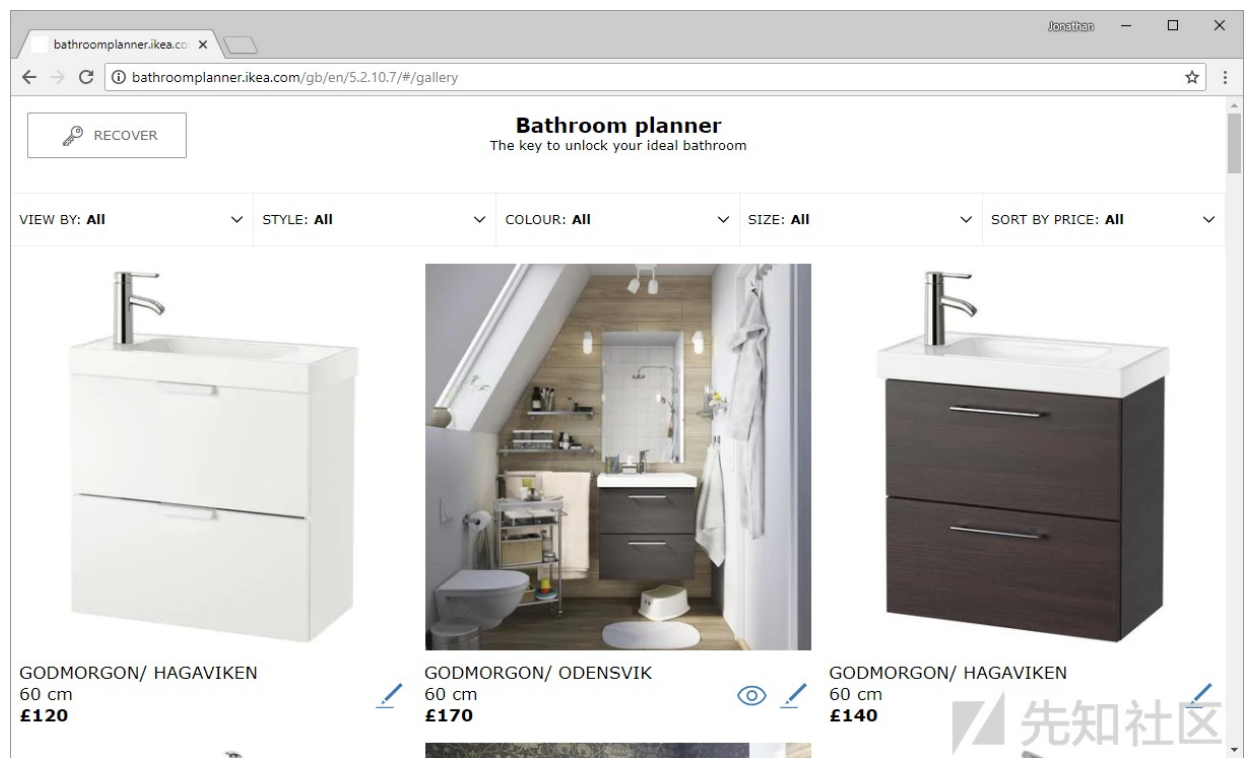 Jonathan
bathroomplanner.ikea.co
bathroomplanner.ikea.com/gb/en/5.2.10.7/#/gallery
RECOVER
Bathroom planner
The key to unlock your ideal bathroom
VIEW BY: All
STYLE: All
COLOUR: All
SIZE: All
SORT BY PRICE: All
GODMORGON/ HAGAVIKEN
60 cm
£120
GODMORGON/ ODENSVIK
60 cm
£170
GODMORGON/ HAGAVIKEN
60 cm
£140
先知社区